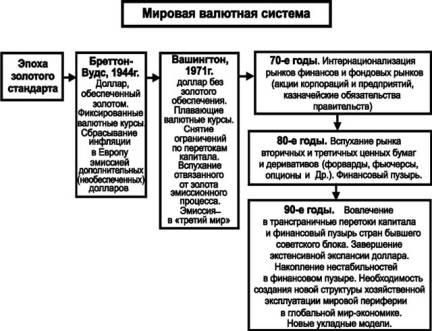 Мировая валютная система
Эпоха
золотого
стандарта
Бреттон-
Вудс, 1944г.
Доллар,
обеспеченный
золотом.
Фиксированные
валютные курсы.
Сбрасывание
инфляции
в Европу
эмиссией
дополнительных
(необеспеченных)
долларов
Вашингтон,
1971г.
доллар без
золотого
обеспечения.
Плавающие
валютные курсы.
Снятие
ограничений
по перетокам
капитала.
Вспухание
отвязанного
от золота
эмиссионного
процесса.
Эмиссия–
в «третий мир»
70-е годы. Интернационализация
рынков финансов и фондовых рынков
(акции корпораций и предприятий,
казначейские обязательства
правительств)
80-е годы. Вспухание рынка
вторичных и третичных ценных бумаг
и деривативов (форварды, фьючерсы,
опционы и Др.). Финансовый пузырь.
90-е годы. Вовлечение
в трансграничные перетоки капитала
и финансовый пузырь стран бывшего
советского блока. Завершение
экстенсивной экспансии доллара.
Накопление нестабильностей
в финансовом пузыре. Необходимость
создания новой структуры хозяйственной
эксплуатации мировой периферии
в глобальной мир-экономике.
Новые укладные модели.